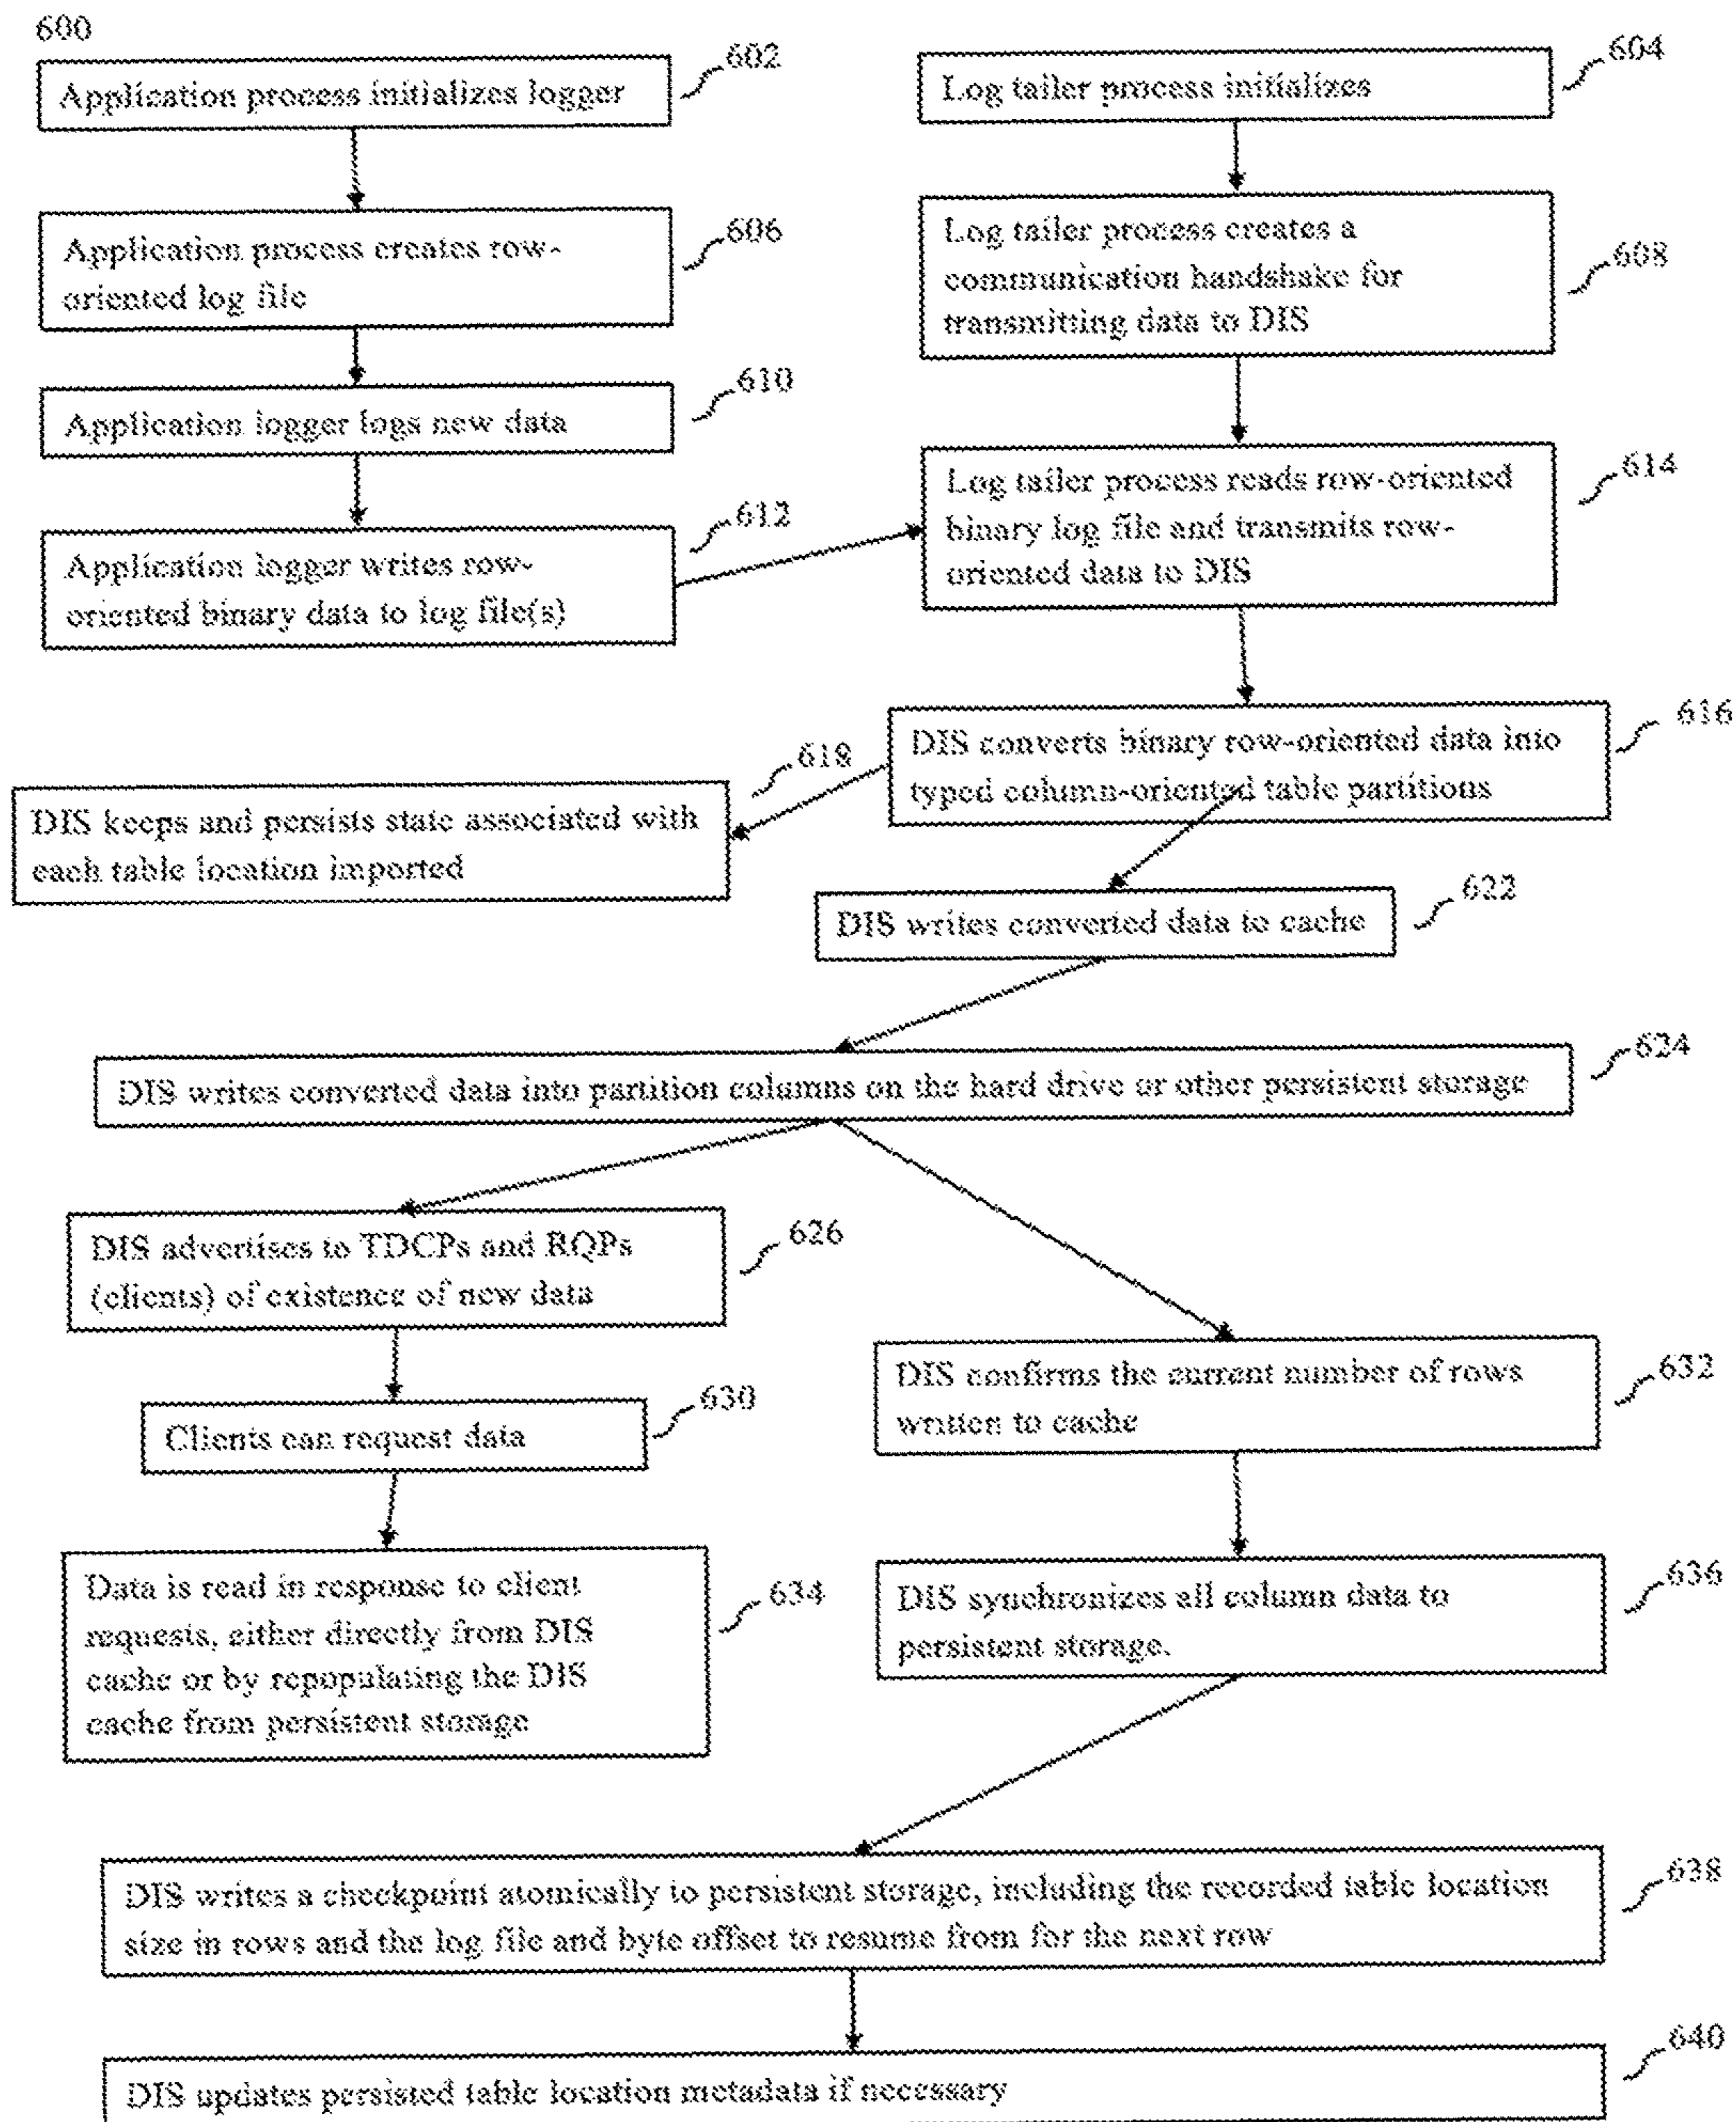 600
Application process initializes logger
602
Log tailer process initializes
604
Application process creates row-
oriented log file
606
Log tailer process creates a
communication handshake for
transmitting data to DIS
608
Application logger logs new data
610
Application logger writes row-
oriented binary data to log file(s)
612
Log tailer process reads row-oriented
binary log file and transmits row-
oriented data to DIS
614
DIS converts binary row-oriented data into
typed column-oriented table partitions
616
DIS keeps and persists state associated with
each table location imported
618
DIS writes converted data to cache
622
DIS writes converted data into partition columns on the hard drive or other persistent storage
624
DIS advertises to TDCPs and RQPs
(clients) of existence of new data
626
Clients can request data
630
DIS confirms the current number of rows
written to cache
632
Data is read in response to client
requests, either directly from DIS
cache or by repopulating the DIS
cache from persistent storage
634
DIS synchronizes all column data to
persistent storage.
636
DIS writes a checkpoint atomically to persistent storage, including the recorded table location
size in rows and the log file and byte offset to resume from for the next row
638
DIS updates persisted table location metadata if necessary
640